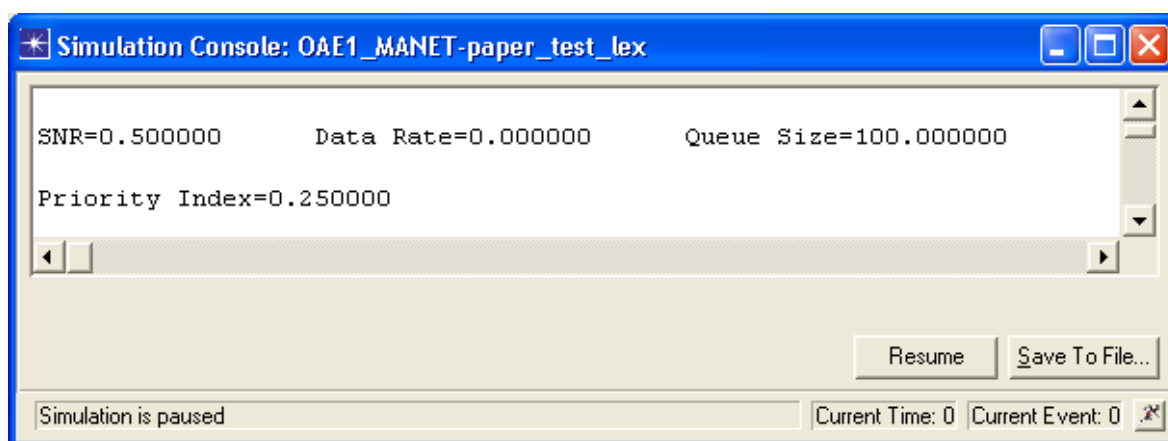 Simulation Console: OAE1_MANET-paper_test_lex
SNR=0.500000 Data Rate=0.000000 Queue Size=100.000000
Priority Index=0.250000
Resume Save To File...
Simulation is paused Current Time: 0 Current Event: 0